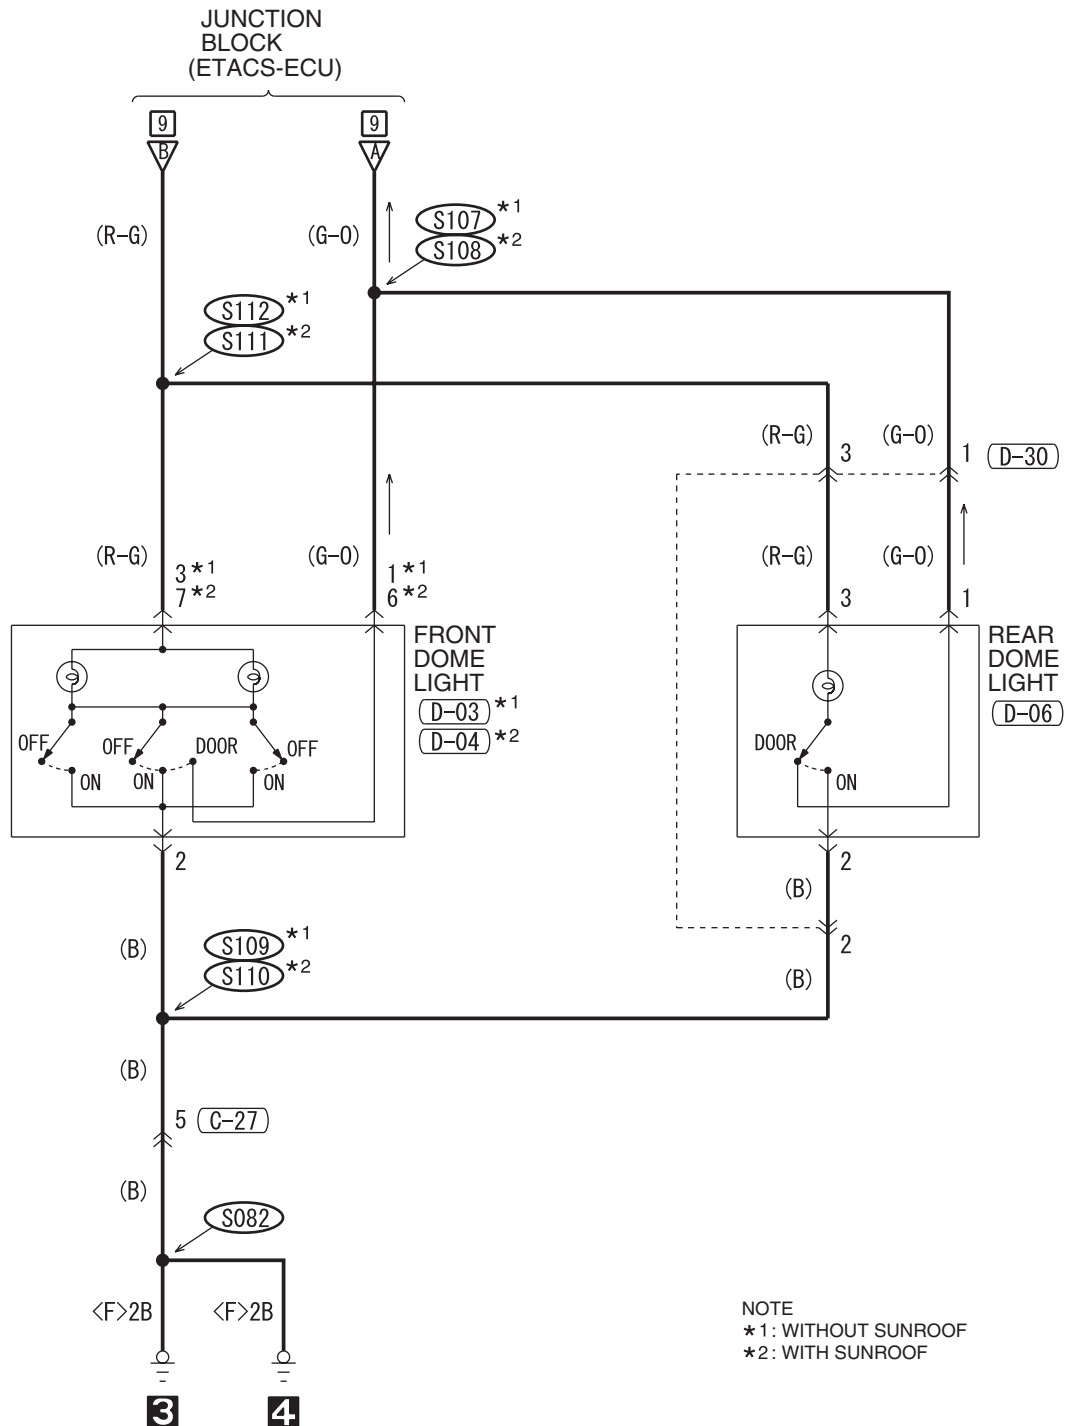 JUNCTION
BLOCK
(ETACS-ECU)
9
9
B
A
(R-G)
(G-O)
S107 *1
S108 *2
S112 *1
S111 *2
(R-G)
3
(G-O)
1
D-30
(R-G)
3*1
7*2
(G-O)
1*1
6*2
(R-G)
3
(G-O)
1
FRONT
DOME
LIGHT
D-03 *1
D-04 *2
OFF
ON
OFF
ON
DOOR
OFF
ON
REAR
DOME
LIGHT
D-06
DOOR
ON
2
2
(B)
2
(B)
(B)
S109 *1
S110 *2
(B)
5
C-27
(B)
S082
<F>2B
<F>2B
3
4
NOTE
*1: WITHOUT SUNROOF
*2: WITH SUNROOF